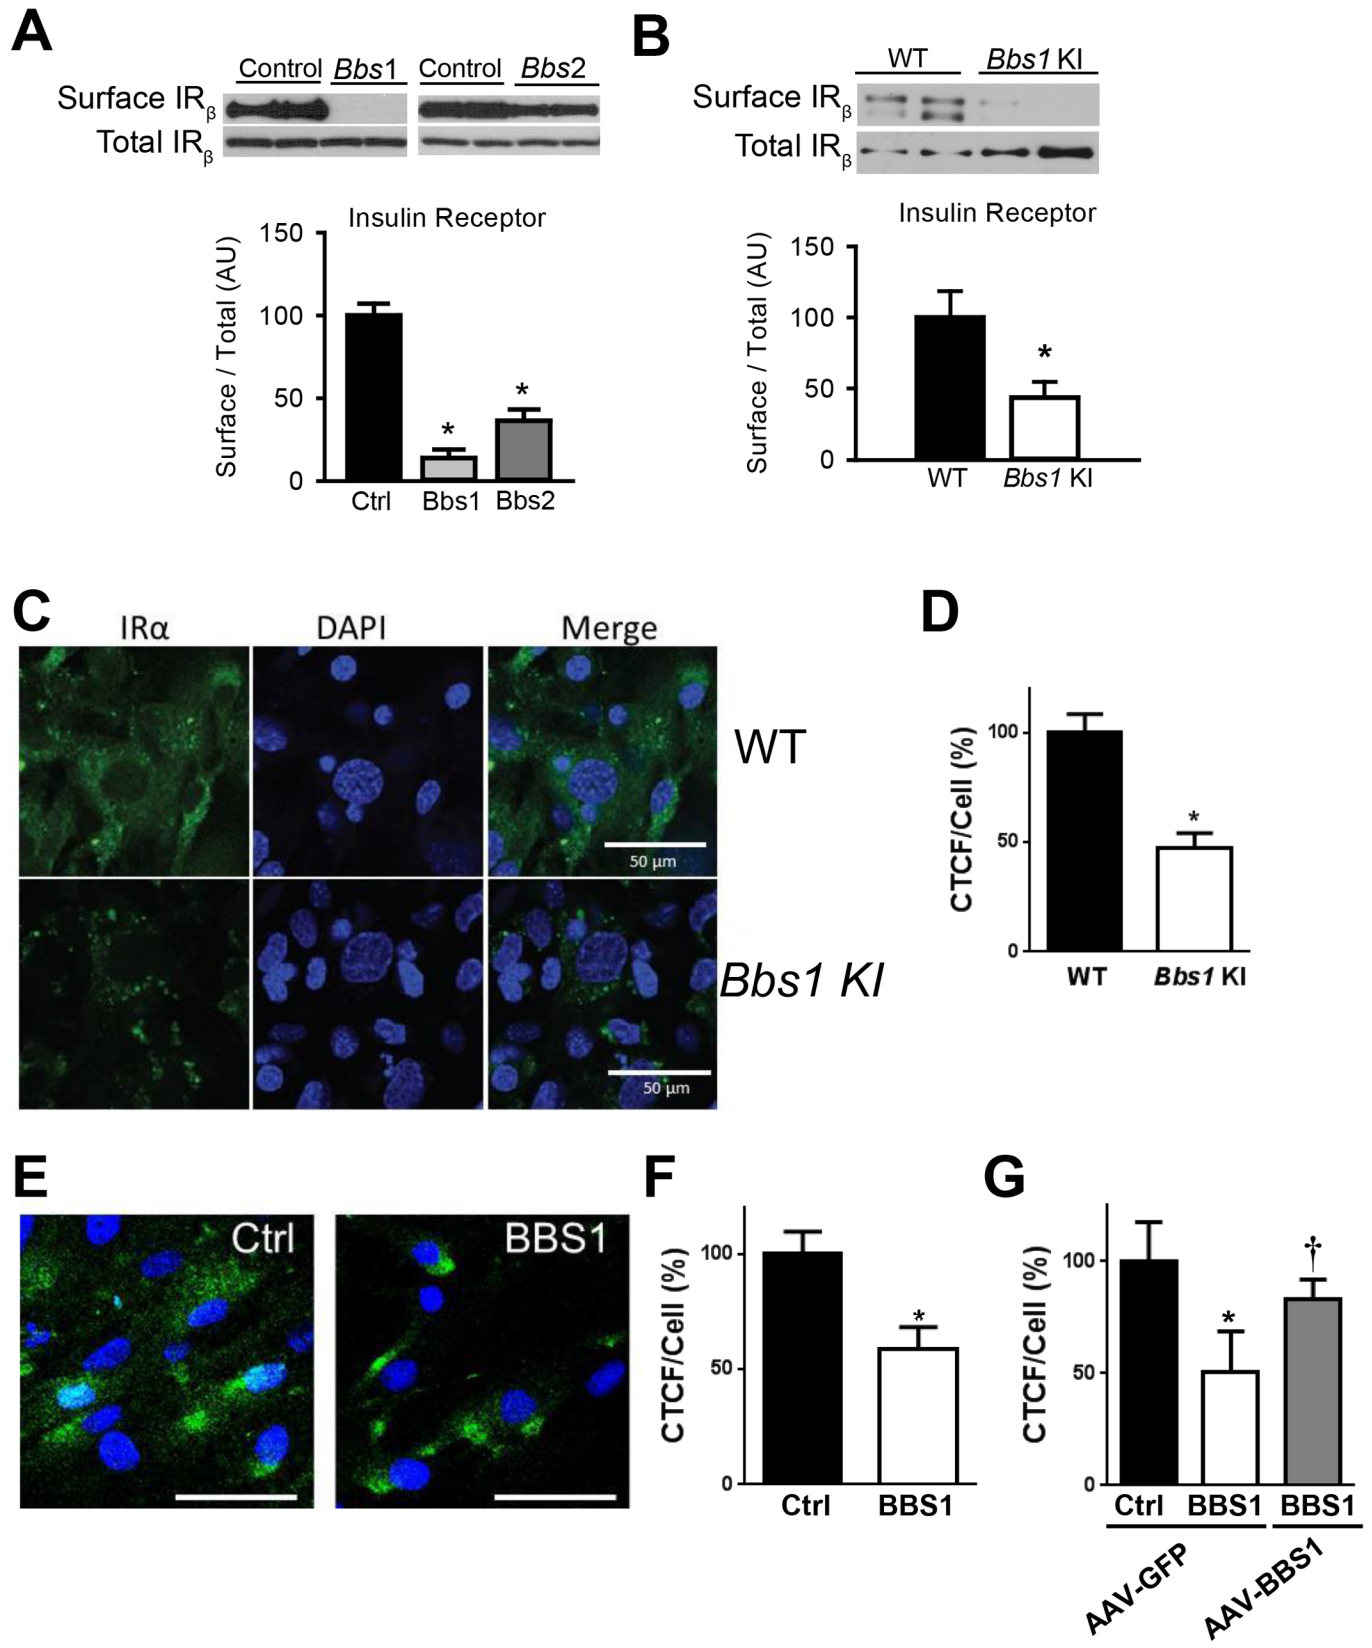 A
Control Bbs1 Control Bbs2
Surface IRβ
Total IRβ
Insulin Receptor
Surface / Total (AU)
150
100
50
0
* *
Ctrl Bbs1 Bbs2
B
WT Bbs1 KI
Surface IRβ
Total IRβ
Insulin Receptor
Surface / Total (AU)
150
100
50
0
*
WT Bbs1 KI
C
IRα DAPI Merge
WT
50 µm
Bbs1 KI
50 µm
D
CTCF/Cell (%)
100
50
0
*
WT Bbs1 KI
E
Ctrl BBS1
F
CTCF/Cell (%)
100
50
0
*
Ctrl BBS1
G
CTCF/Cell (%)
100
50
0
* †
Ctrl BBS1 BBS1
AAV-GFP AAV-BBS1